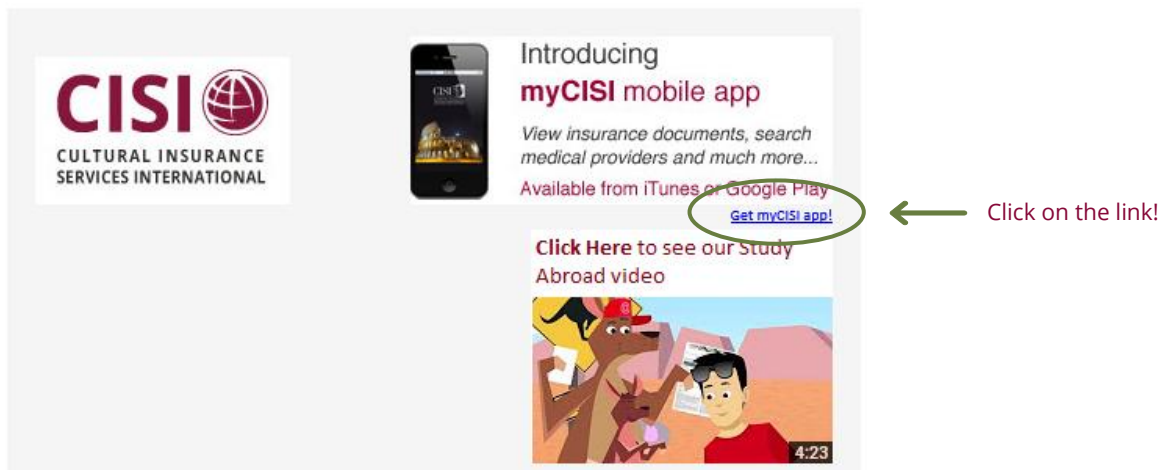 CISI
CULTURAL INSURANCE
SERVICES INTERNATIONAL
CISI
Introducing
myCISI mobile app
View insurance documents, search
medical providers and much more...
Available from iTunes or Google Play
Get myCISI app!
Click on the link!
Click Here to see our Study
Abroad video
4:23